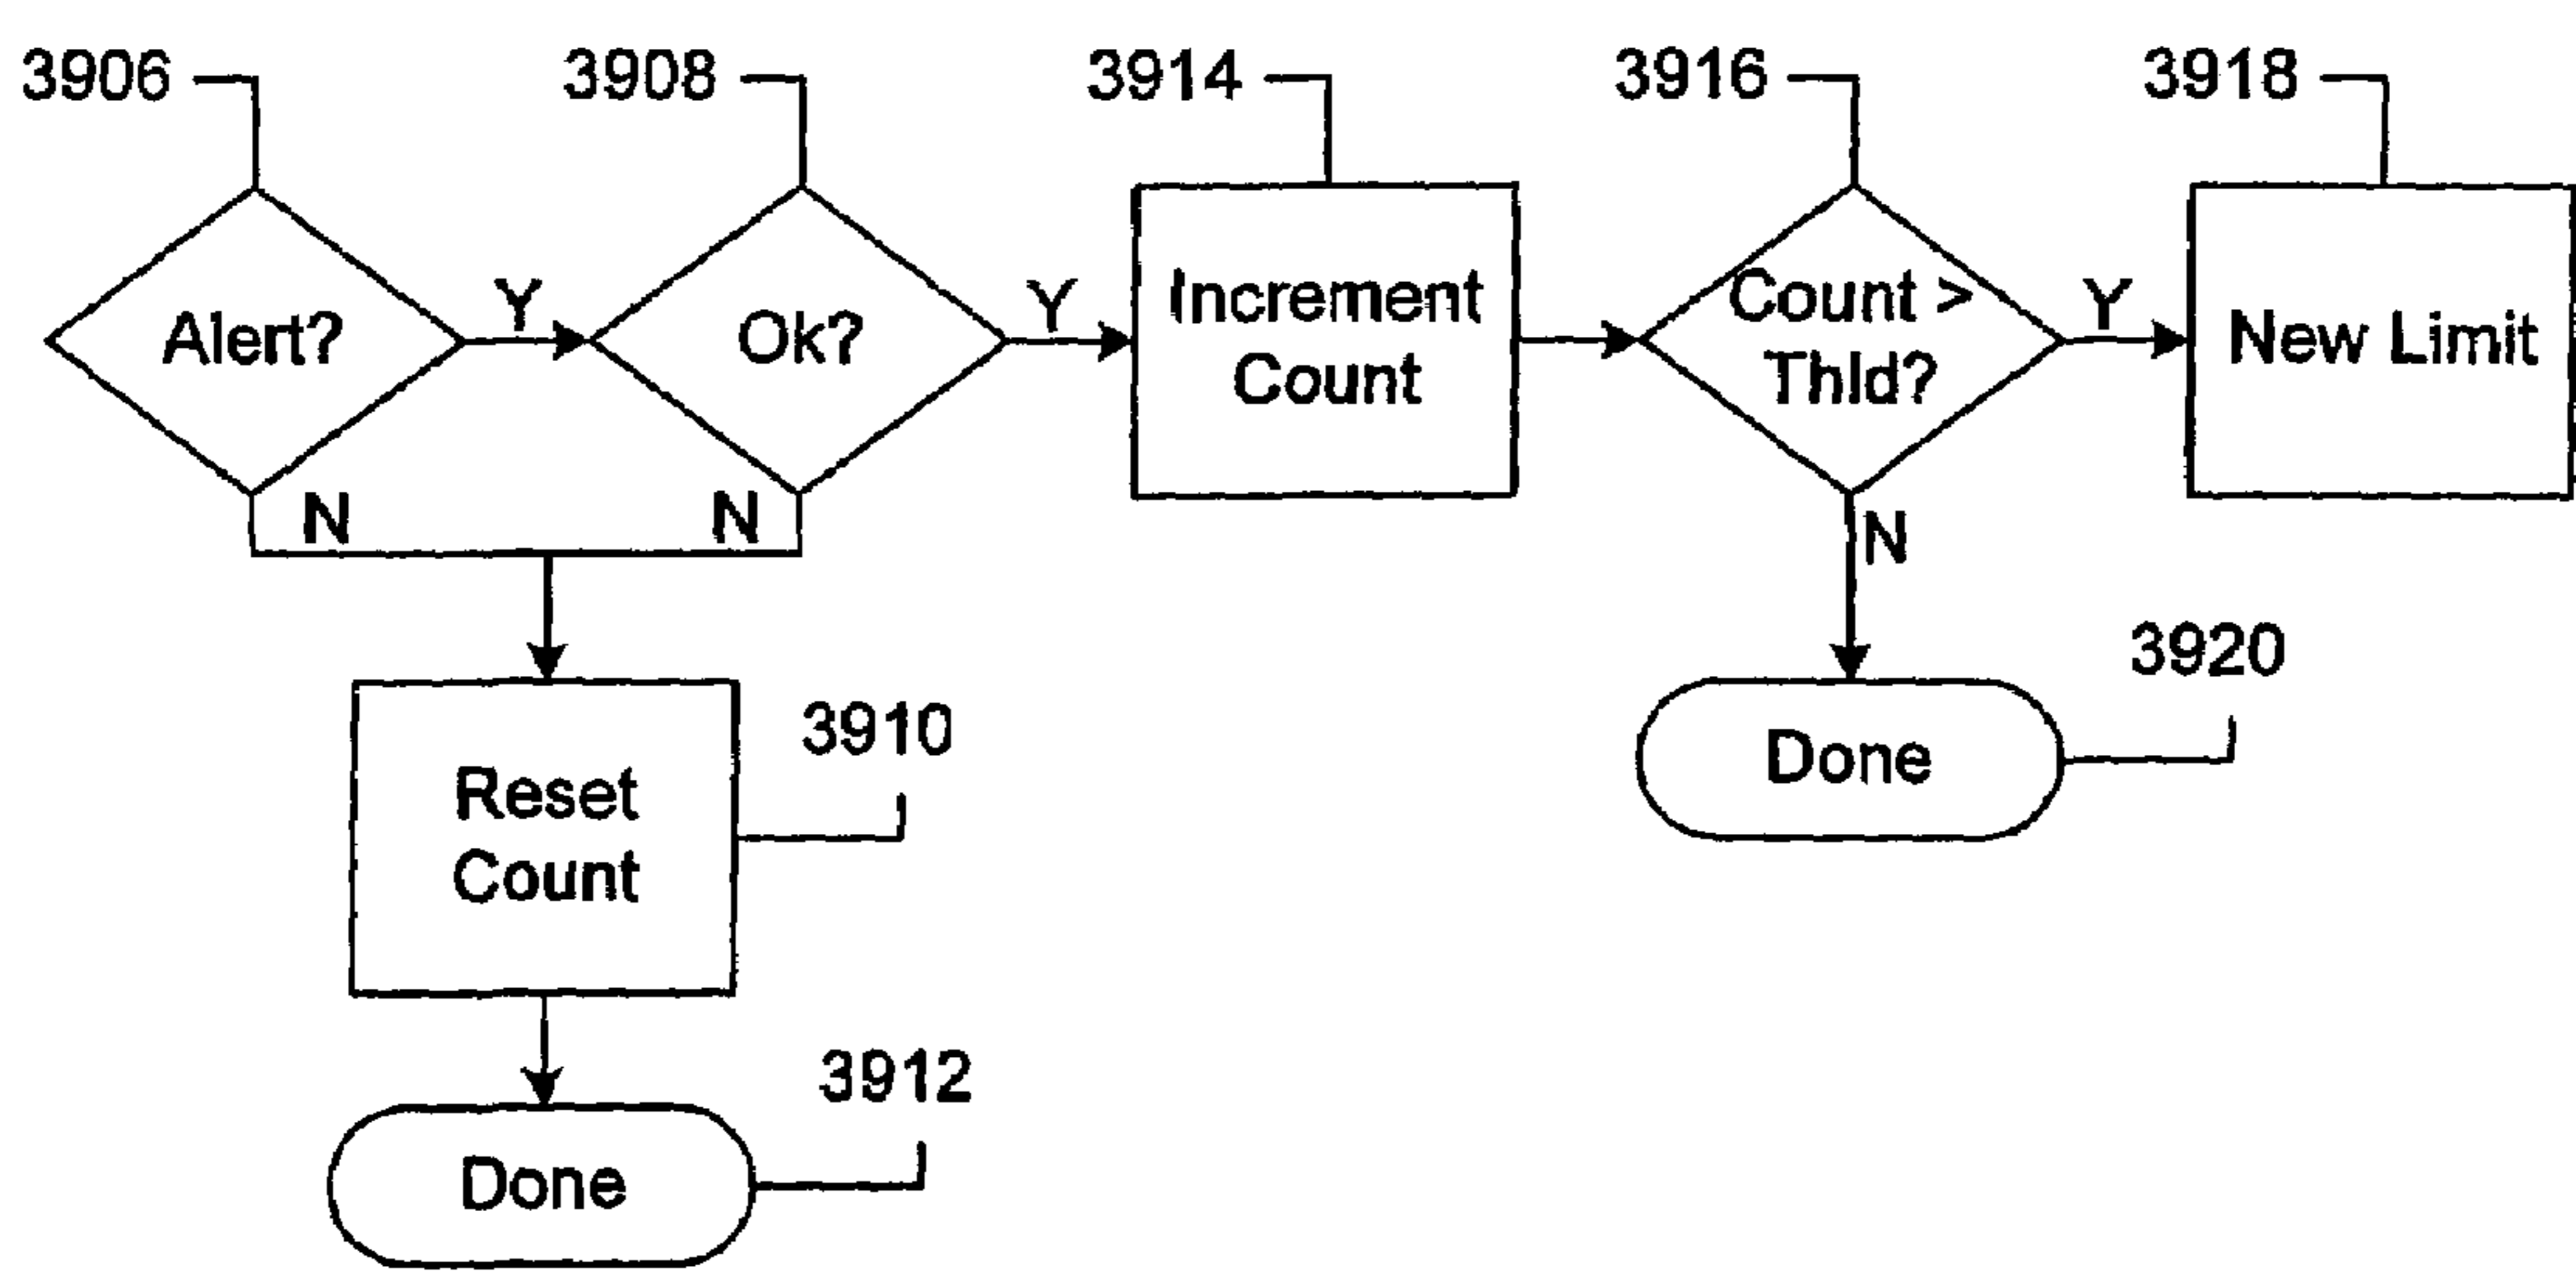 3906
3908
3914
3916
3918
Alert?
Y
Ok?
Y
Increment
Count
Count >
Thld?
Y
New Limit
N
N
N
3920
Done
3910
Reset
Count
3912
Done